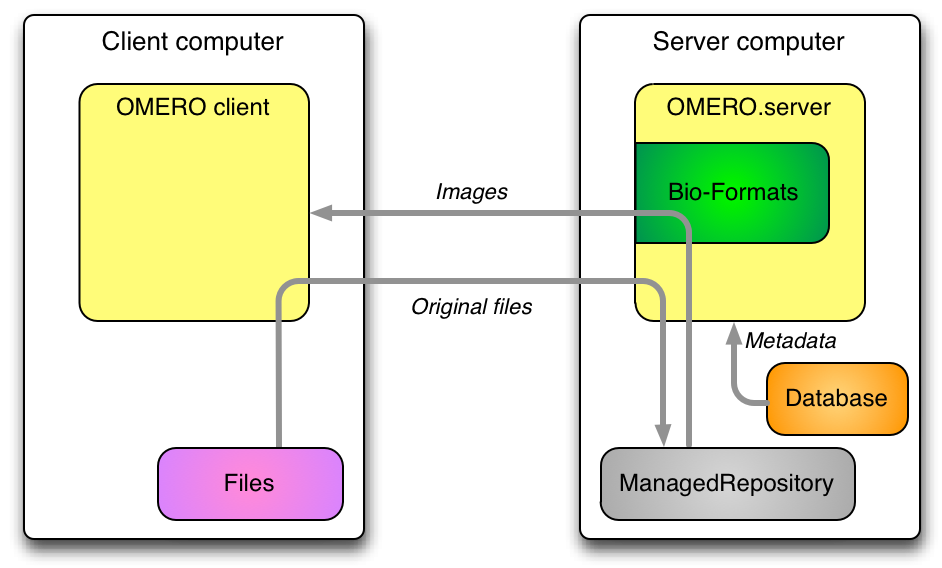 Client computer
Server computer
OMERO client
OMERO.server
Bio-Formats
Images
Original files
Metadata
Database
Files
ManagedRepository